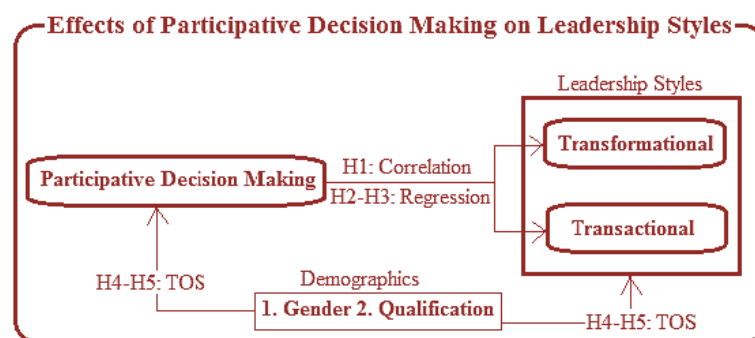 Effects of Participative Decision Making on Leadership Styles
Leadership Styles
Transformational
Participative Decision Making
H1: Correlation
H2-H3: Regression
Transactional
H4-H5: TOS
Demographics
1. Gender 2. Qualification
H4-H5: TOS